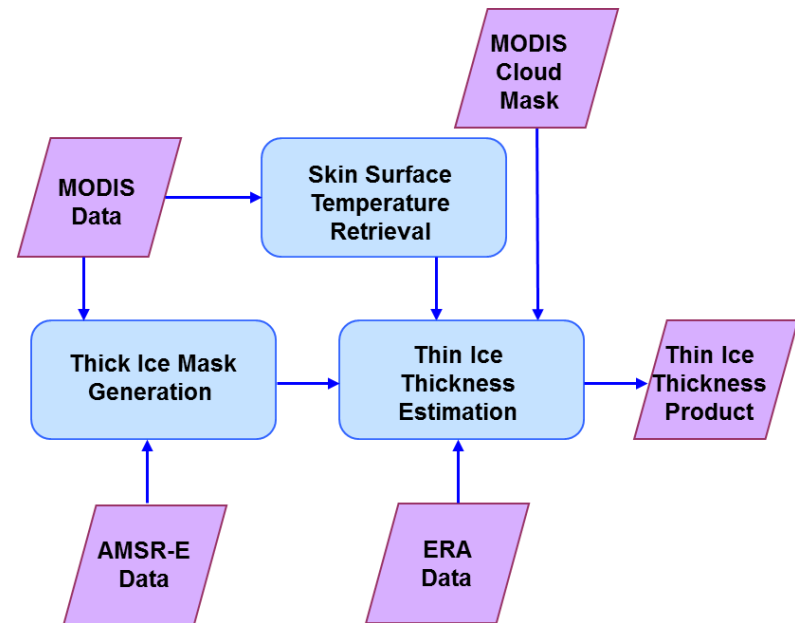 MODIS
Cloud
Mask
MODIS
Data
Skin Surface
Temperature
Retrieval
Thick Ice Mask
Generation
Thin Ice
Thickness
Estimation
Thin Ice
Thickness
Product
AMSR-E
Data
ERA
Data